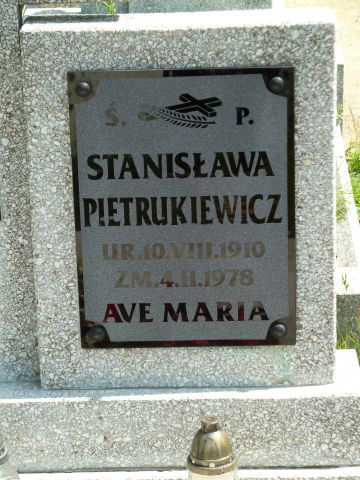 Ś. P.
STANISŁAWA
PIETRUKIEWICZ
UR.10.VIII.1910
ZM.4.II.1978
AVE MARIA